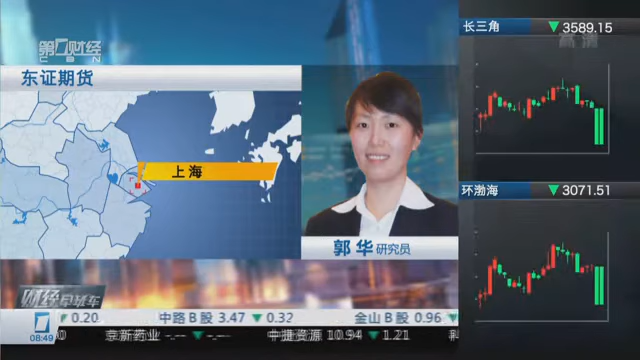 第一财经
长三角 ▼ 3589.15
高清
东证期货
上海
环渤海 ▼ 3071.51
郭华 研究员
财经早班车
▼ 0.20 中路B股 3.47 ▼ 0.32 金山B股 0.96 ▼
08:49
京新药业 -.-- ▼ -.-- 中捷资源 10.94 ▼ 1.21